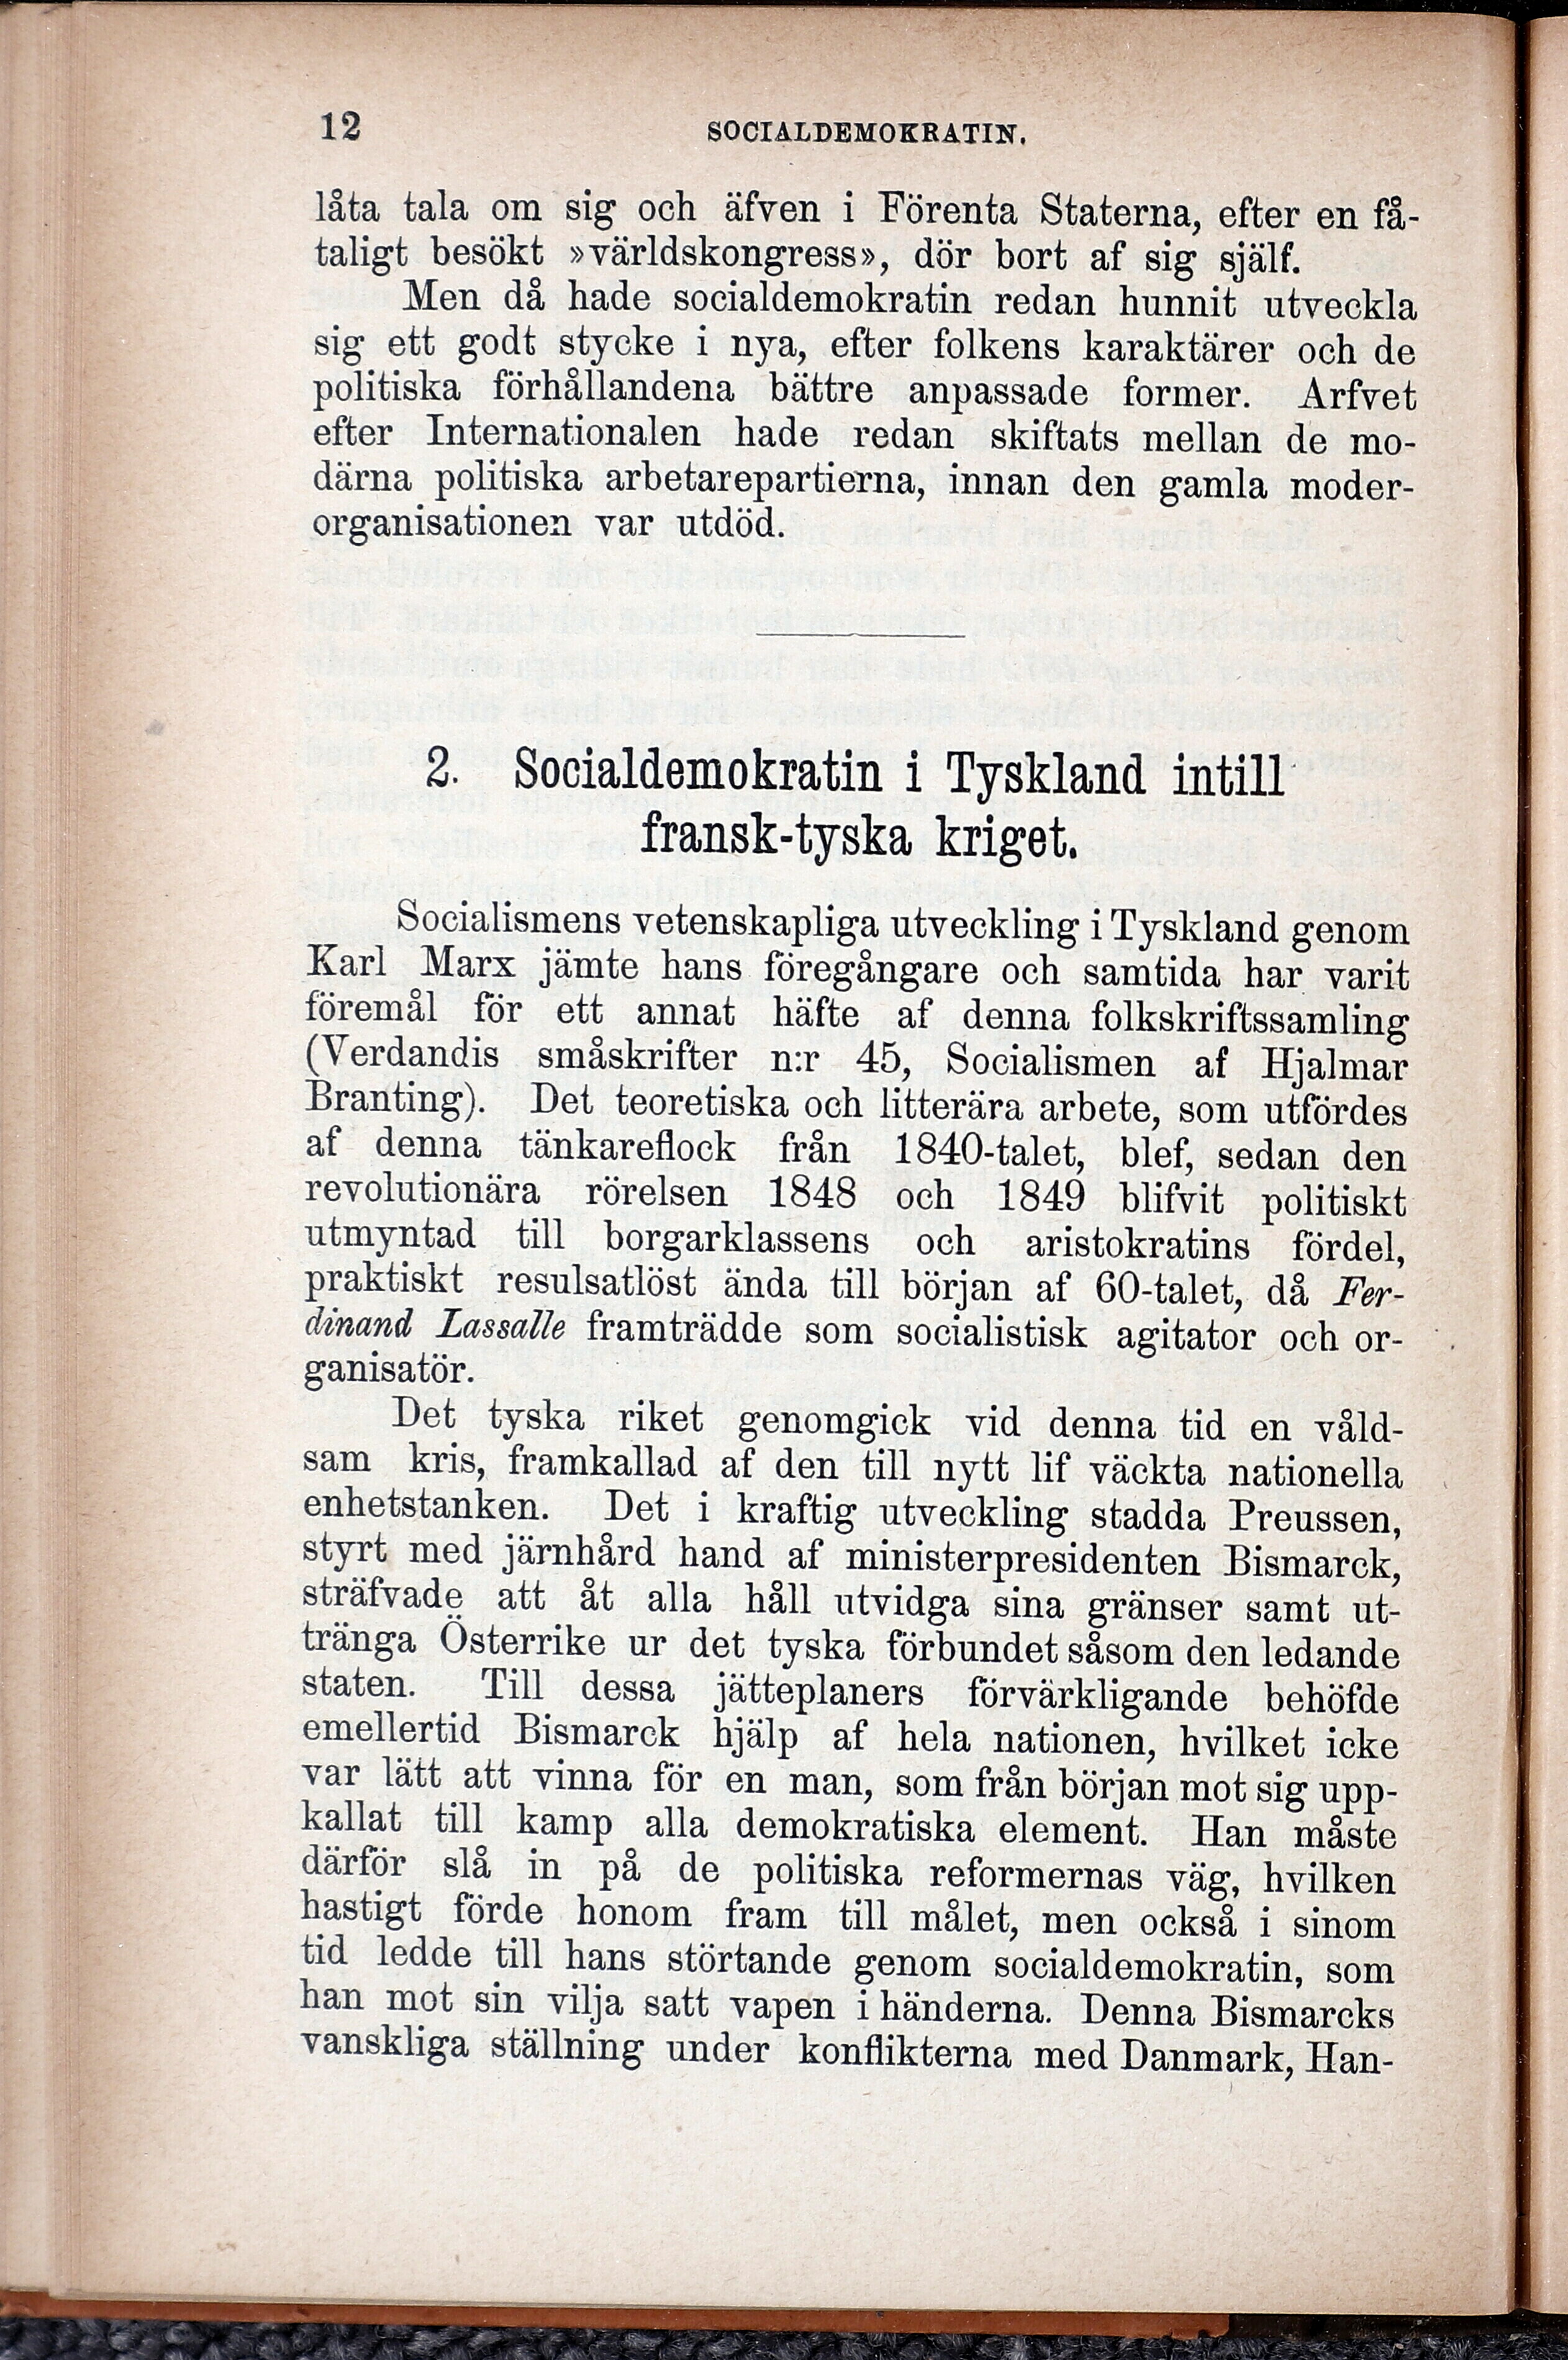 12
SOCIALDEMOKRATIN.
låta tala om sig och äfven i Förenta Staterna, efter en få-
taligt besökt »världskongress», dör bort af sig själf.
Men då hade socialdemokratin redan hunnit utveckla
sig ett godt stycke i nya, efter folkens karaktärer och de
politiska förhållandena bättre anpassade former. Arfvet
efter Internationalen hade redan skiftats mellan de mo-
därna politiska arbetarepartierna, innan den gamla moder-
organisationen var utdöd.
2. Socialdemokratin i Tyskland intill
fransk-tyska kriget.
Socialismens vetenskapliga utveckling i Tyskland genom
Karl Marx jämte hans föregångare och samtida har varit
föremål för ett annat häfte af denna folkskriftssamling
(Verdandis småskrifter n:r 45, Socialismen af Hjalmar
Branting). Det teoretiska och litterära arbete, som utfördes
af denna tänkareflock från 1840-talet, blef, sedan den
revolutionära rörelsen 1848 och 1849 blifvit politiskt
utmyntad till borgarklassens och aristokratins fördel,
praktiskt resulsatlöst ända till början af 60-talet, då Fer-
dinand Lassalle framträdde som socialistisk agitator och or-
ganisatör.
Det tyska riket genomgick vid denna tid en våld-
sam kris, framkallad af den till nytt lif väckta nationella
enhetstanken. Det i kraftig utveckling stadda Preussen,
styrt med järnhård hand af ministerpresidenten Bismarck,
sträfvade att åt alla håll utvidga sina gränser samt ut-
tränga Österrike ur det tyska förbundet såsom den ledande
staten. Till dessa jätteplaners förvärkligande behöfde
emellertid Bismarck hjälp af hela nationen, hvilket icke
var lätt att vinna för en man, som från början mot sig upp-
kallat till kamp alla demokratiska element. Han måste
därför slå in på de politiska reformernas väg, hvilken
hastigt förde honom fram till målet, men också i sinom
tid ledde till hans störtande genom socialdemokratin, som
han mot sin vilja satt vapen i händerna. Denna Bismarcks
vanskliga ställning under konflikterna med Danmark, Han-